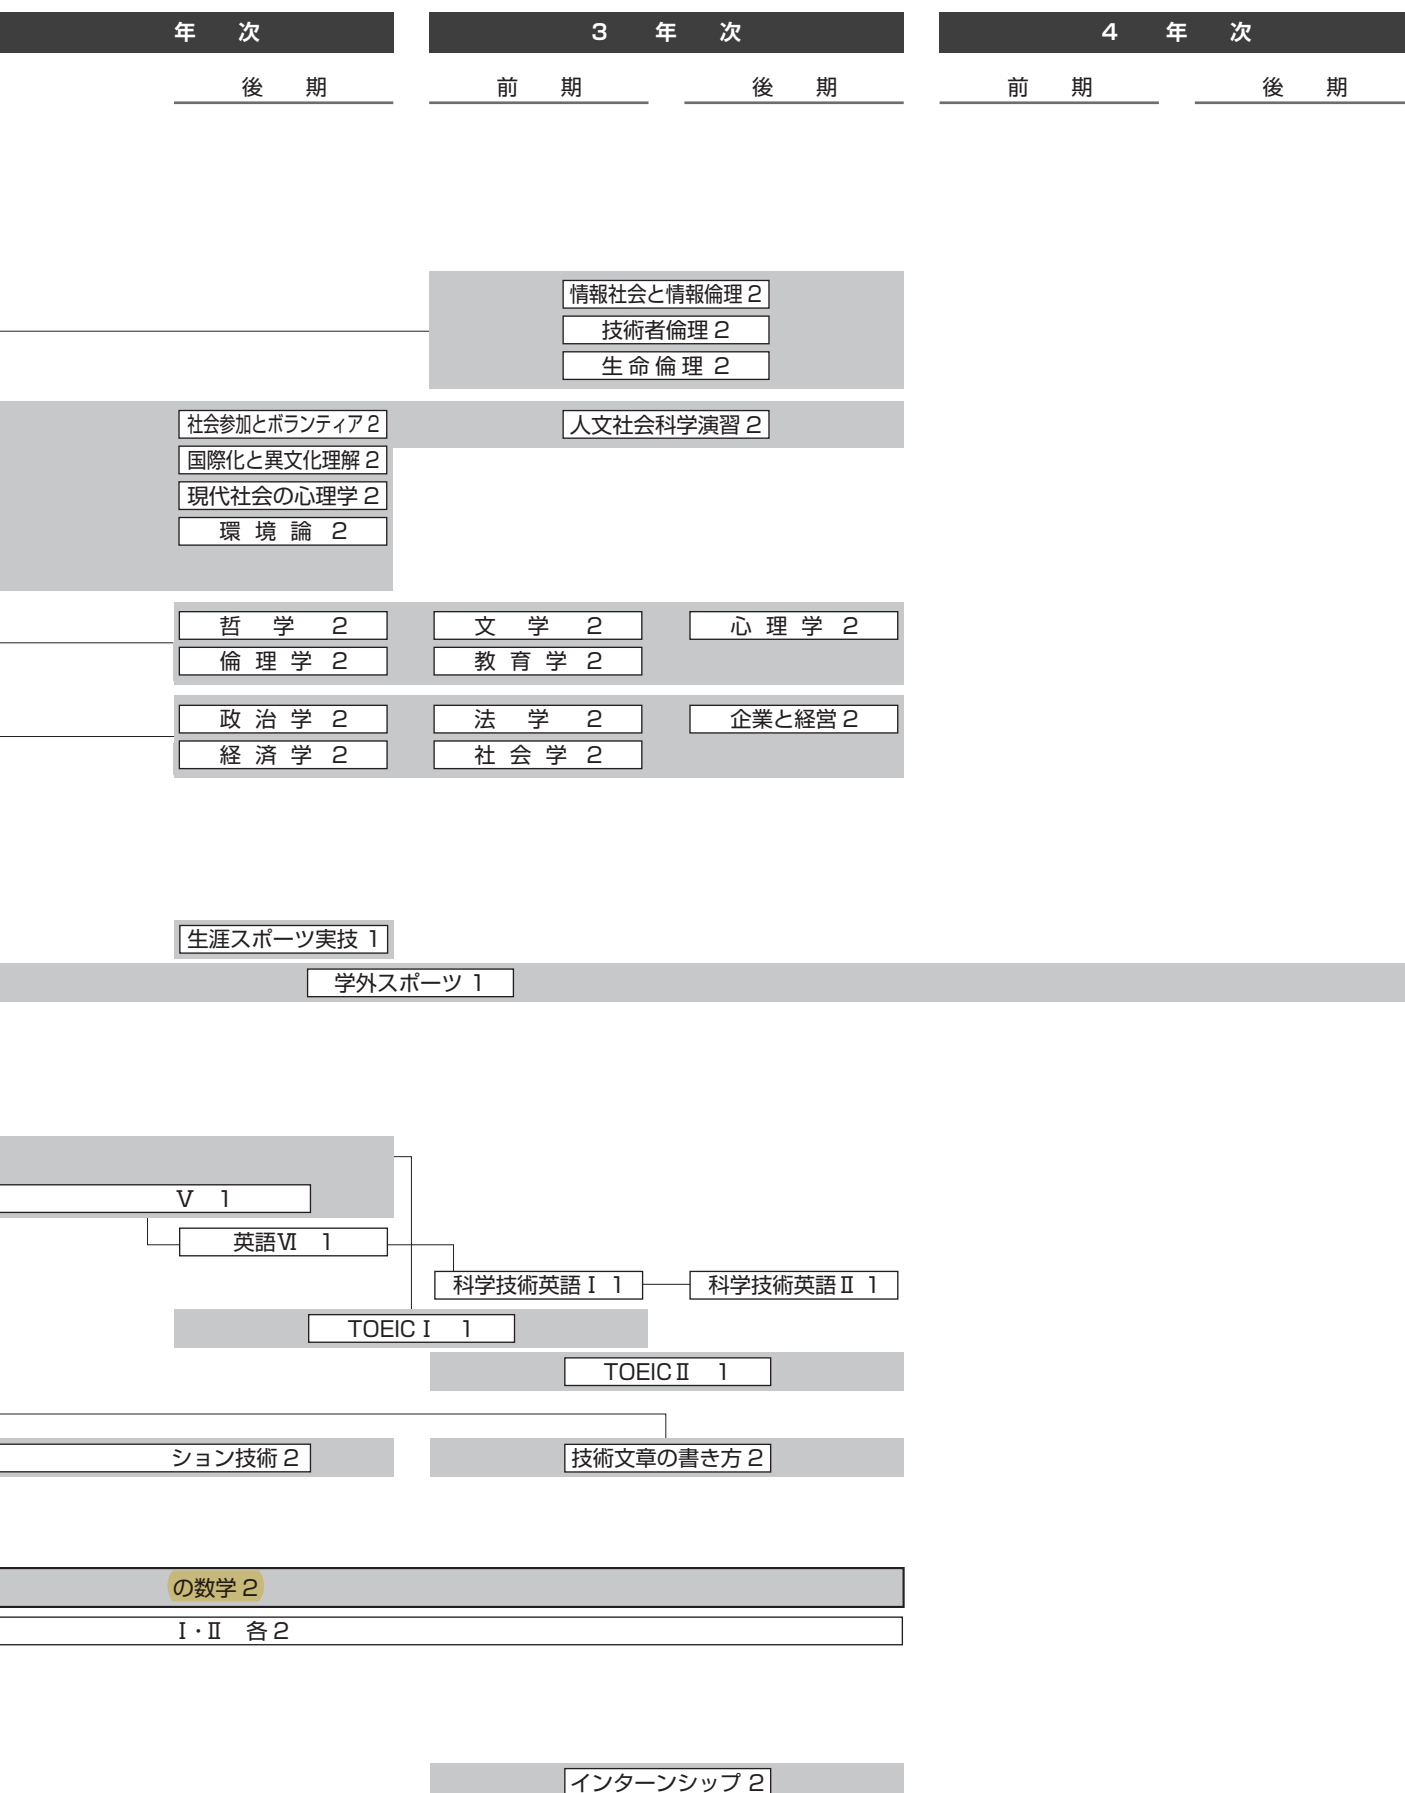 年次 3年次 4年次
後期 前期 後期 前期 後期
情報社会と情報倫理 2
技術者倫理 2
生命倫理 2
社会参加とボランティア 2 人文社会科学演習 2
国際化と異文化理解 2
現代社会の心理学 2
環境論 2
哲学 2 文学 2 心理学 2
倫理学 2 教育学 2
政治学 2 法学 2 企業と経営 2
経済学 2 社会学 2
生涯スポーツ実技 1
学外スポーツ 1
Ⅴ 1
英語Ⅵ 1
科学技術英語Ⅰ 1 科学技術英語Ⅱ 1
TOEICⅠ 1
TOEICⅡ 1
ション技術 2 技術文章の書き方 2
の数学 2
Ⅰ・Ⅱ 各2
インターンシップ 2